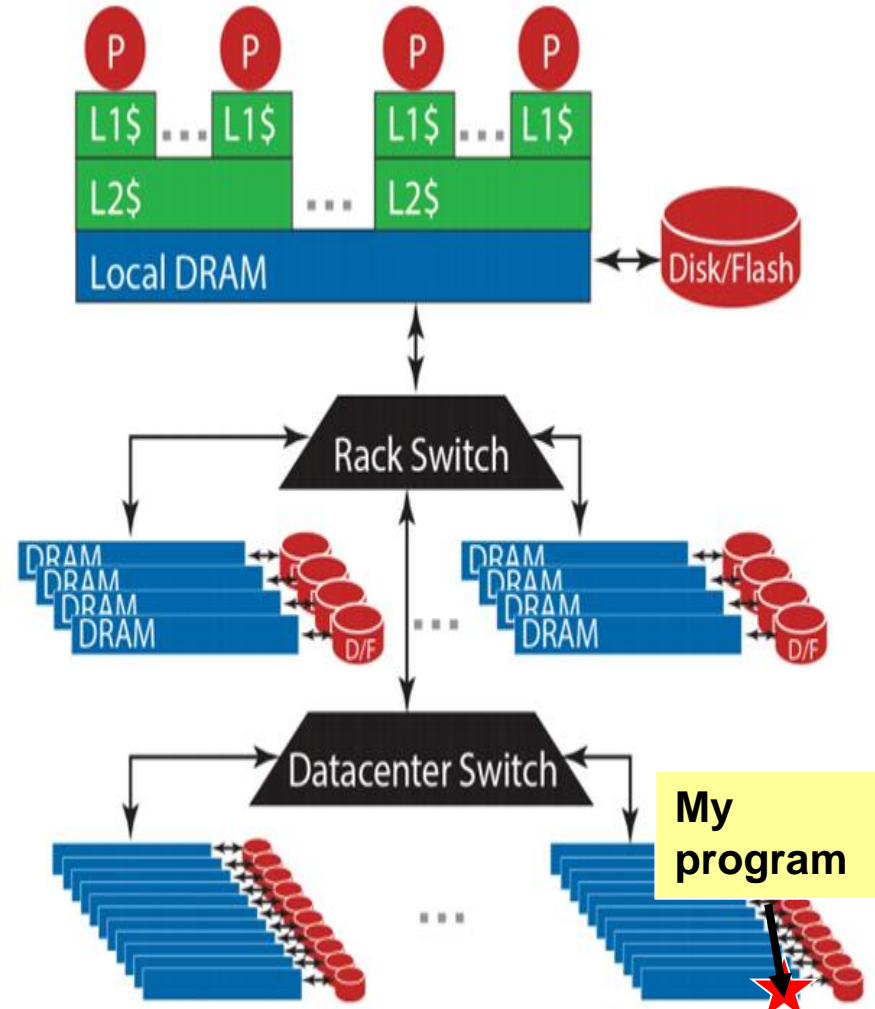 P P P P
L1$ ... L1$ L1$ ... L1$
L2$ ... L2$
Local DRAM
Disk/Flash
Rack Switch
DRAM DRAM
DRAM DRAM
DRAM DRAM
DRAM DRAM
D/F D/F
...
Datacenter Switch
My
program
...